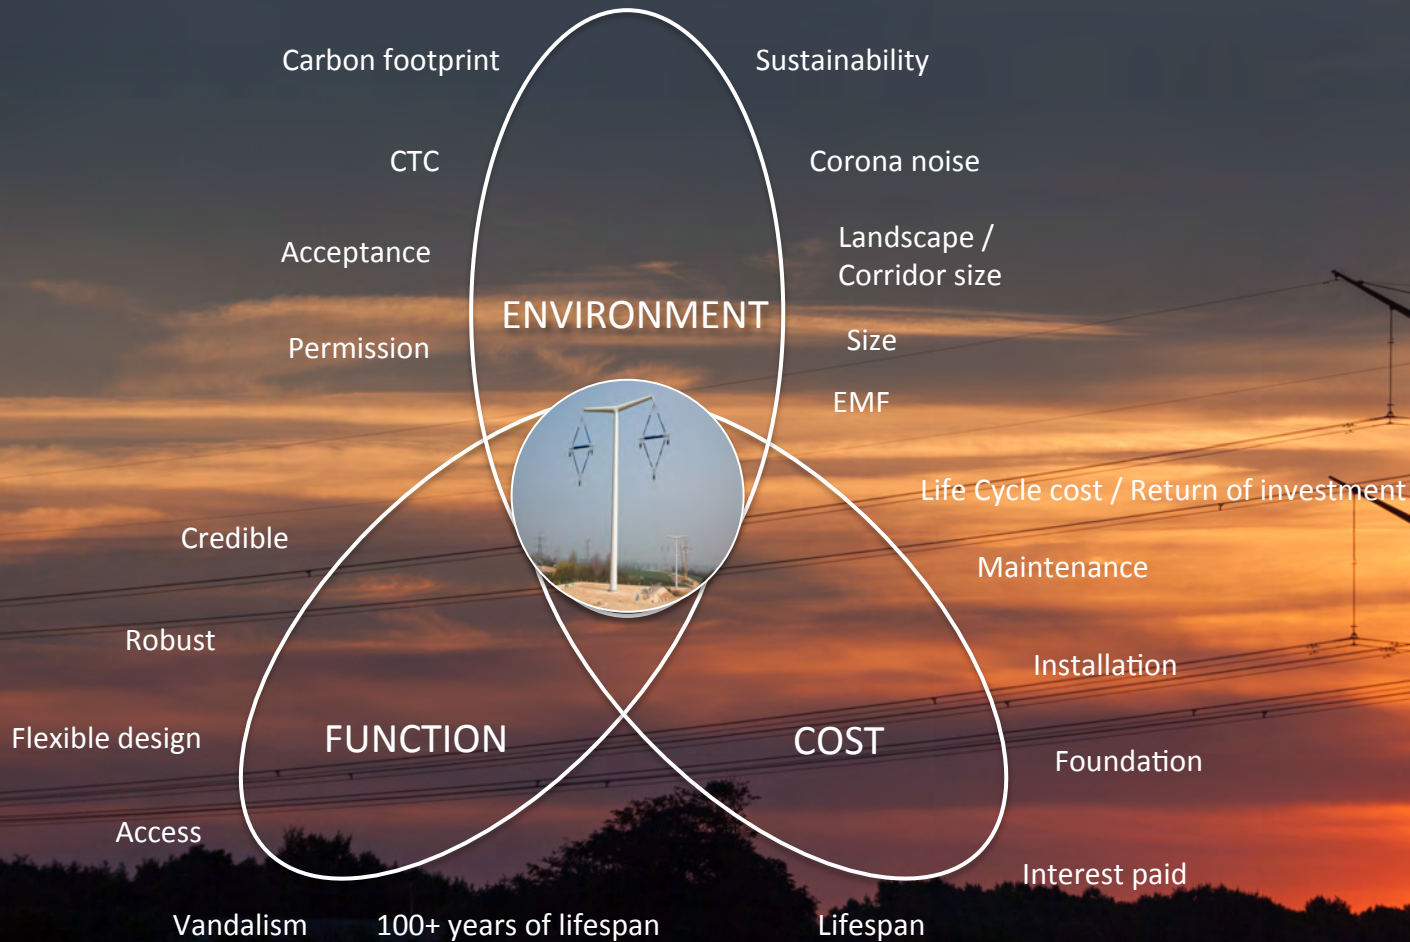 Carbon footprint
Sustainability
CTC
Corona noise
Acceptance
Landscape /
Corridor size
ENVIRONMENT
Permission
Size
EMF
Life Cycle cost / Return of investment
Credible
Maintenance
Robust
Installation
Flexible design
FUNCTION
COST
Foundation
Access
Interest paid
Vandalism
100+ years of lifespan
Lifespan